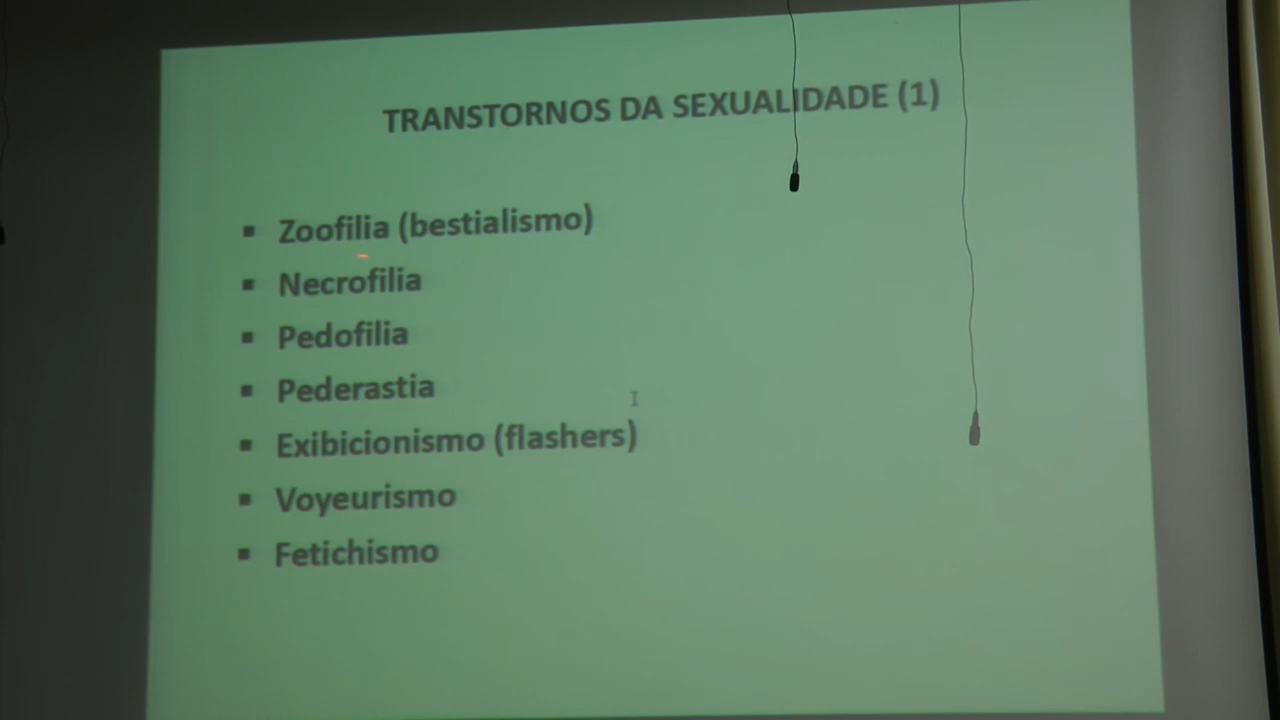 TRANSTORNOS DA SEXUALIDADE (1)
▪ Zoofilia (bestialismo)
▪ Necrofilia
▪ Pedofilia
▪ Pederastia
▪ Exibicionismo (flashers)
▪ Voyeurismo
▪ Fetichismo